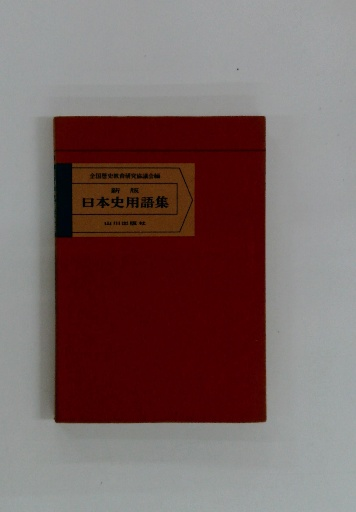 全国歴史教育研究協議会編
新版
日本史用語集
山川出版社